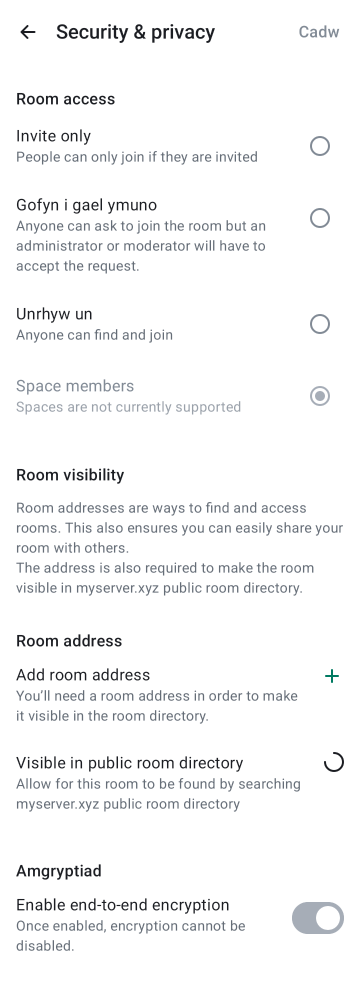 Security & privacy
Cadw
Room access
Invite only
People can only join if they are invited
Gofyn i gael ymuno
Anyone can ask to join the room but an
administrator or moderator will have to
accept the request.
Unrhyw un
Anyone can find and join
Space members
Spaces are not currently supported
Room visibility
Room addresses are ways to find and access
rooms. This also ensures you can easily share your
room with others.
The address is also required to make the room
visible in myserver.xyz public room directory.
Room address
Add room address
You’ll need a room address in order to make
it visible in the room directory.
Visible in public room directory
Allow for this room to be found by searching
myserver.xyz public room directory
Amgryptiad
Enable end-to-end encryption
Once enabled, encryption cannot be
disabled.